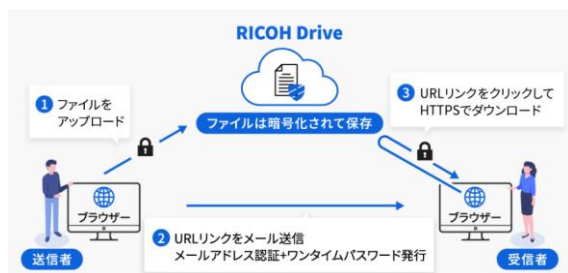 RICOH Drive
1 ファイルを
アップロード
ファイルは暗号化されて保存
3 URLリンクをクリックして
HTTPSでダウンロード
ブラウザー
ブラウザー
送信者
2 URLリンクをメール送信
メールアドレス認証+ワンタイムパスワード発行
受信者